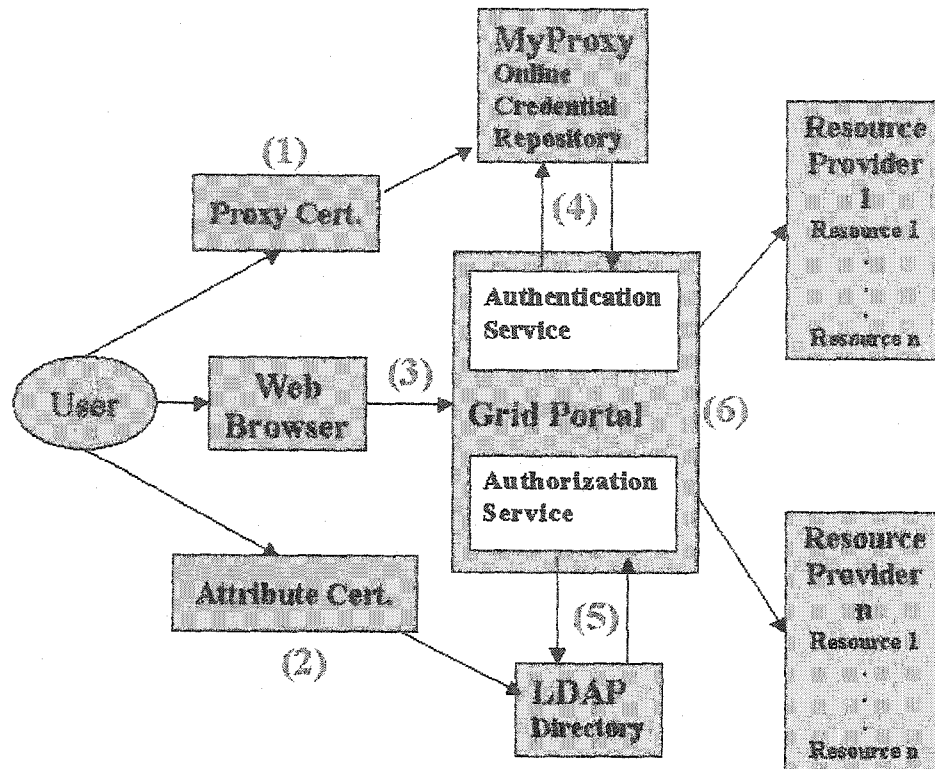 MyProxy
Online
Credential
Repository
(1)
Proxy Cert.
(4)
Resource
Provider
1
Resource 1
.
.
Resource n
Authentication
Service
User
Web
Browser
(3)
Grid Portal
(6)
Authorization
Service
Attribute Cert.
(2)
(5)
LDAP
Directory
Resource
Provider
n
Resource 1
.
.
Resource n